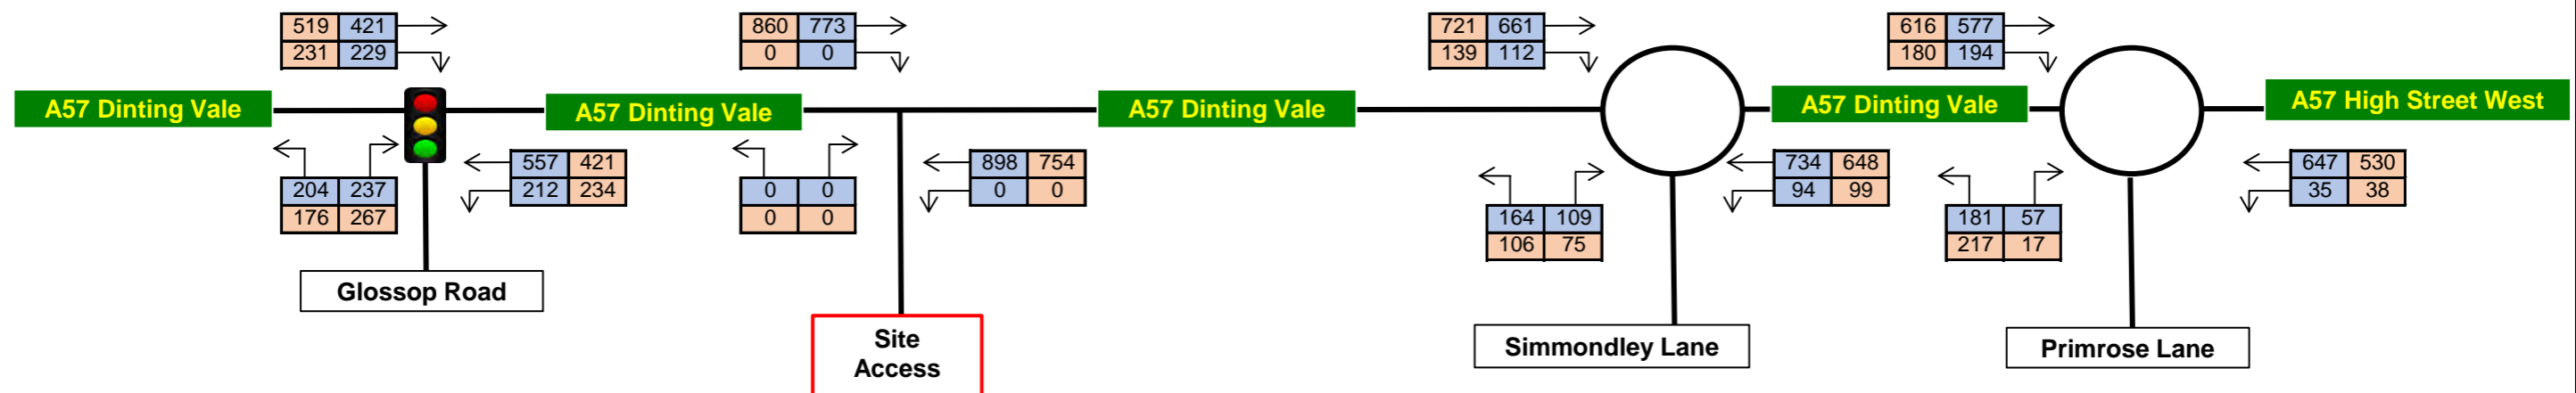 519 421
231 229
860 773
0 0
721 661
139 112
616 577
180 194
A57 Dinting Vale
A57 Dinting Vale
A57 Dinting Vale
A57 Dinting Vale
A57 High Street West
204 237
176 267
557 421
212 234
0 0
0 0
898 754
0 0
164 109
106 75
734 648
94 99
181 57
217 17
647 530
35 38
Glossop Road
Site
Access
Simmondley Lane
Primrose Lane